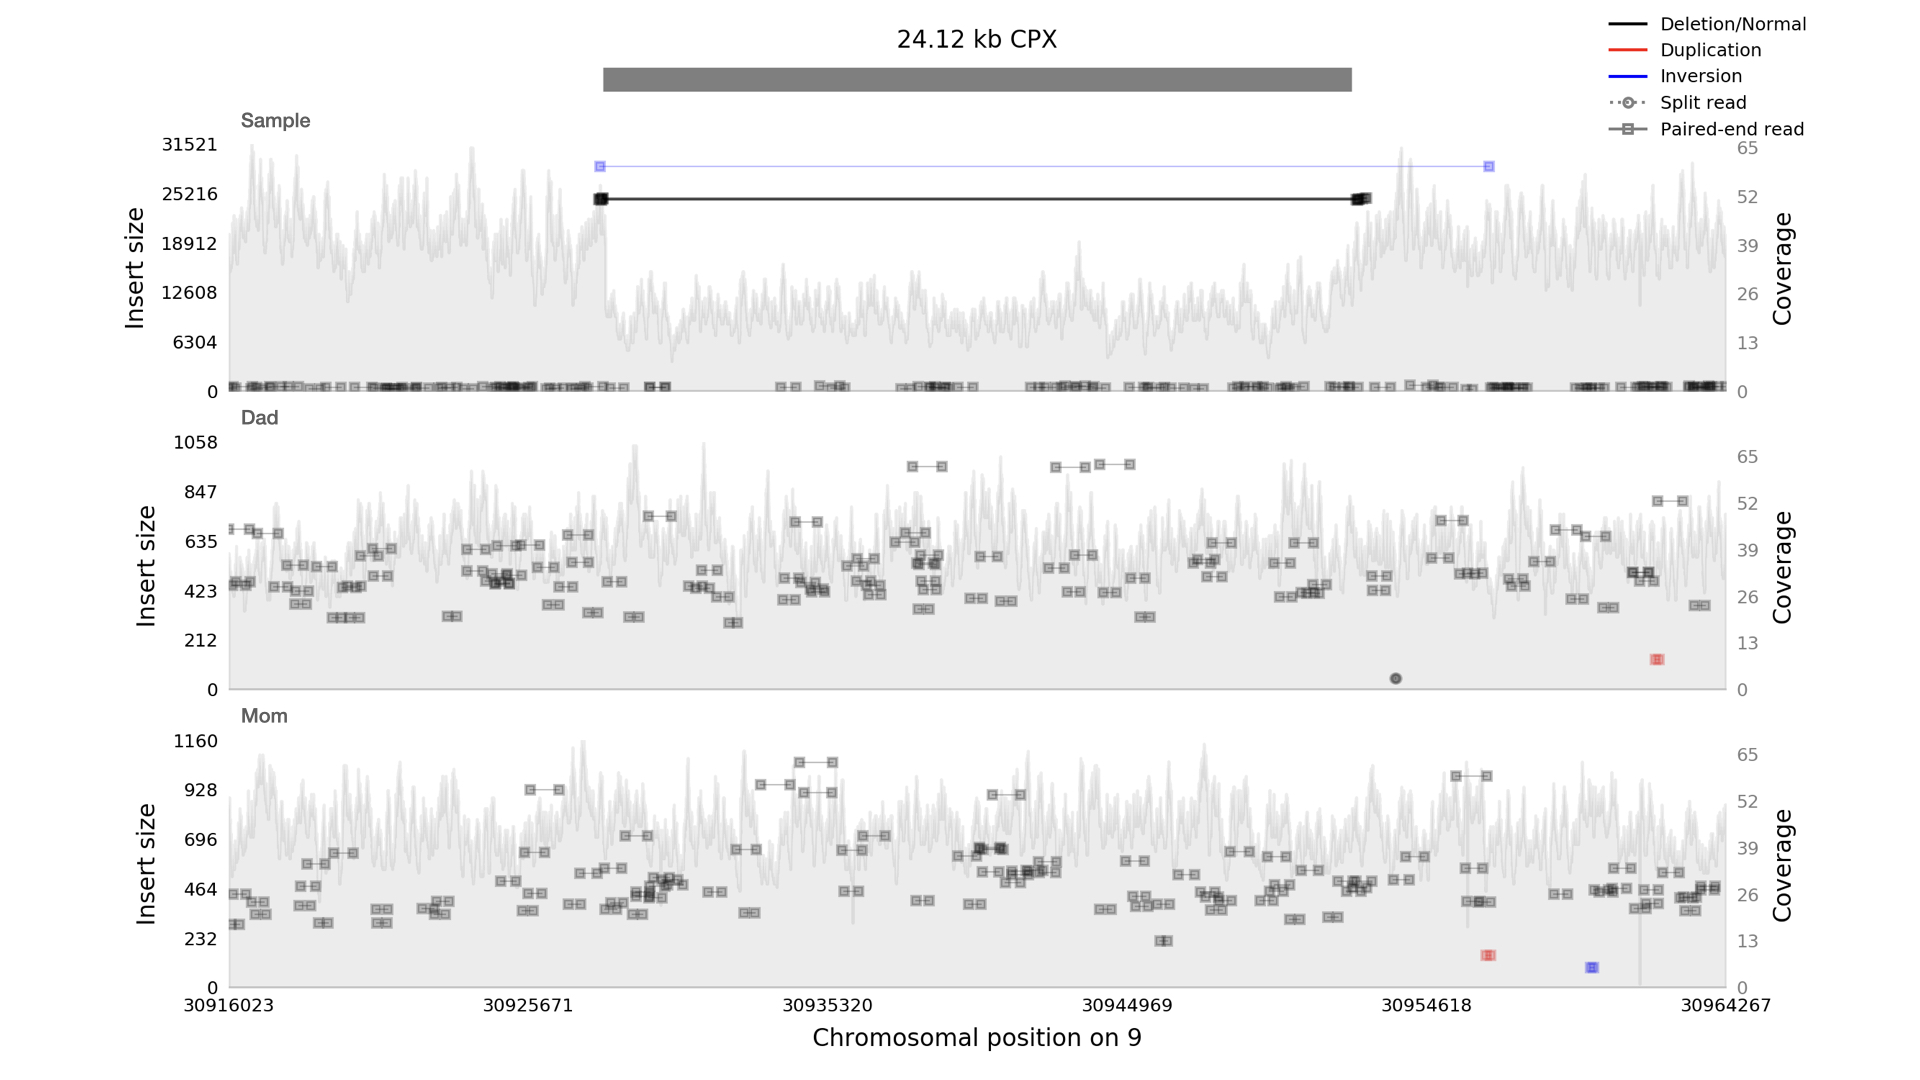 24.12 kb CPX
Deletion/Normal
Duplication
Inversion
Split read
Paired-end read
Sample
31521
25216
18912
12608
6304
0
Insert size
65
52
39
26
13
0
Coverage
Dad
1058
847
635
423
212
0
Insert size
65
52
39
26
13
0
Coverage
Mom
1160
928
696
464
232
0
Insert size
65
52
39
26
13
0
Coverage
30916023 30925671 30935320 30944969 30954618 30964267
Chromosomal position on 9